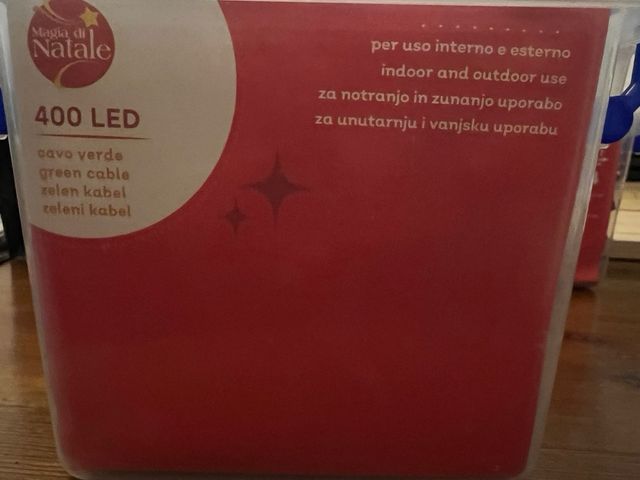 Magia di
Natale
400 LED
cavo verde
green cable
zelen kabel
zeleni kabel
per uso interno e esterno
indoor and outdoor use
za notranjo in zunanjo uporabo
za unutarnju i vanjsku uporabu